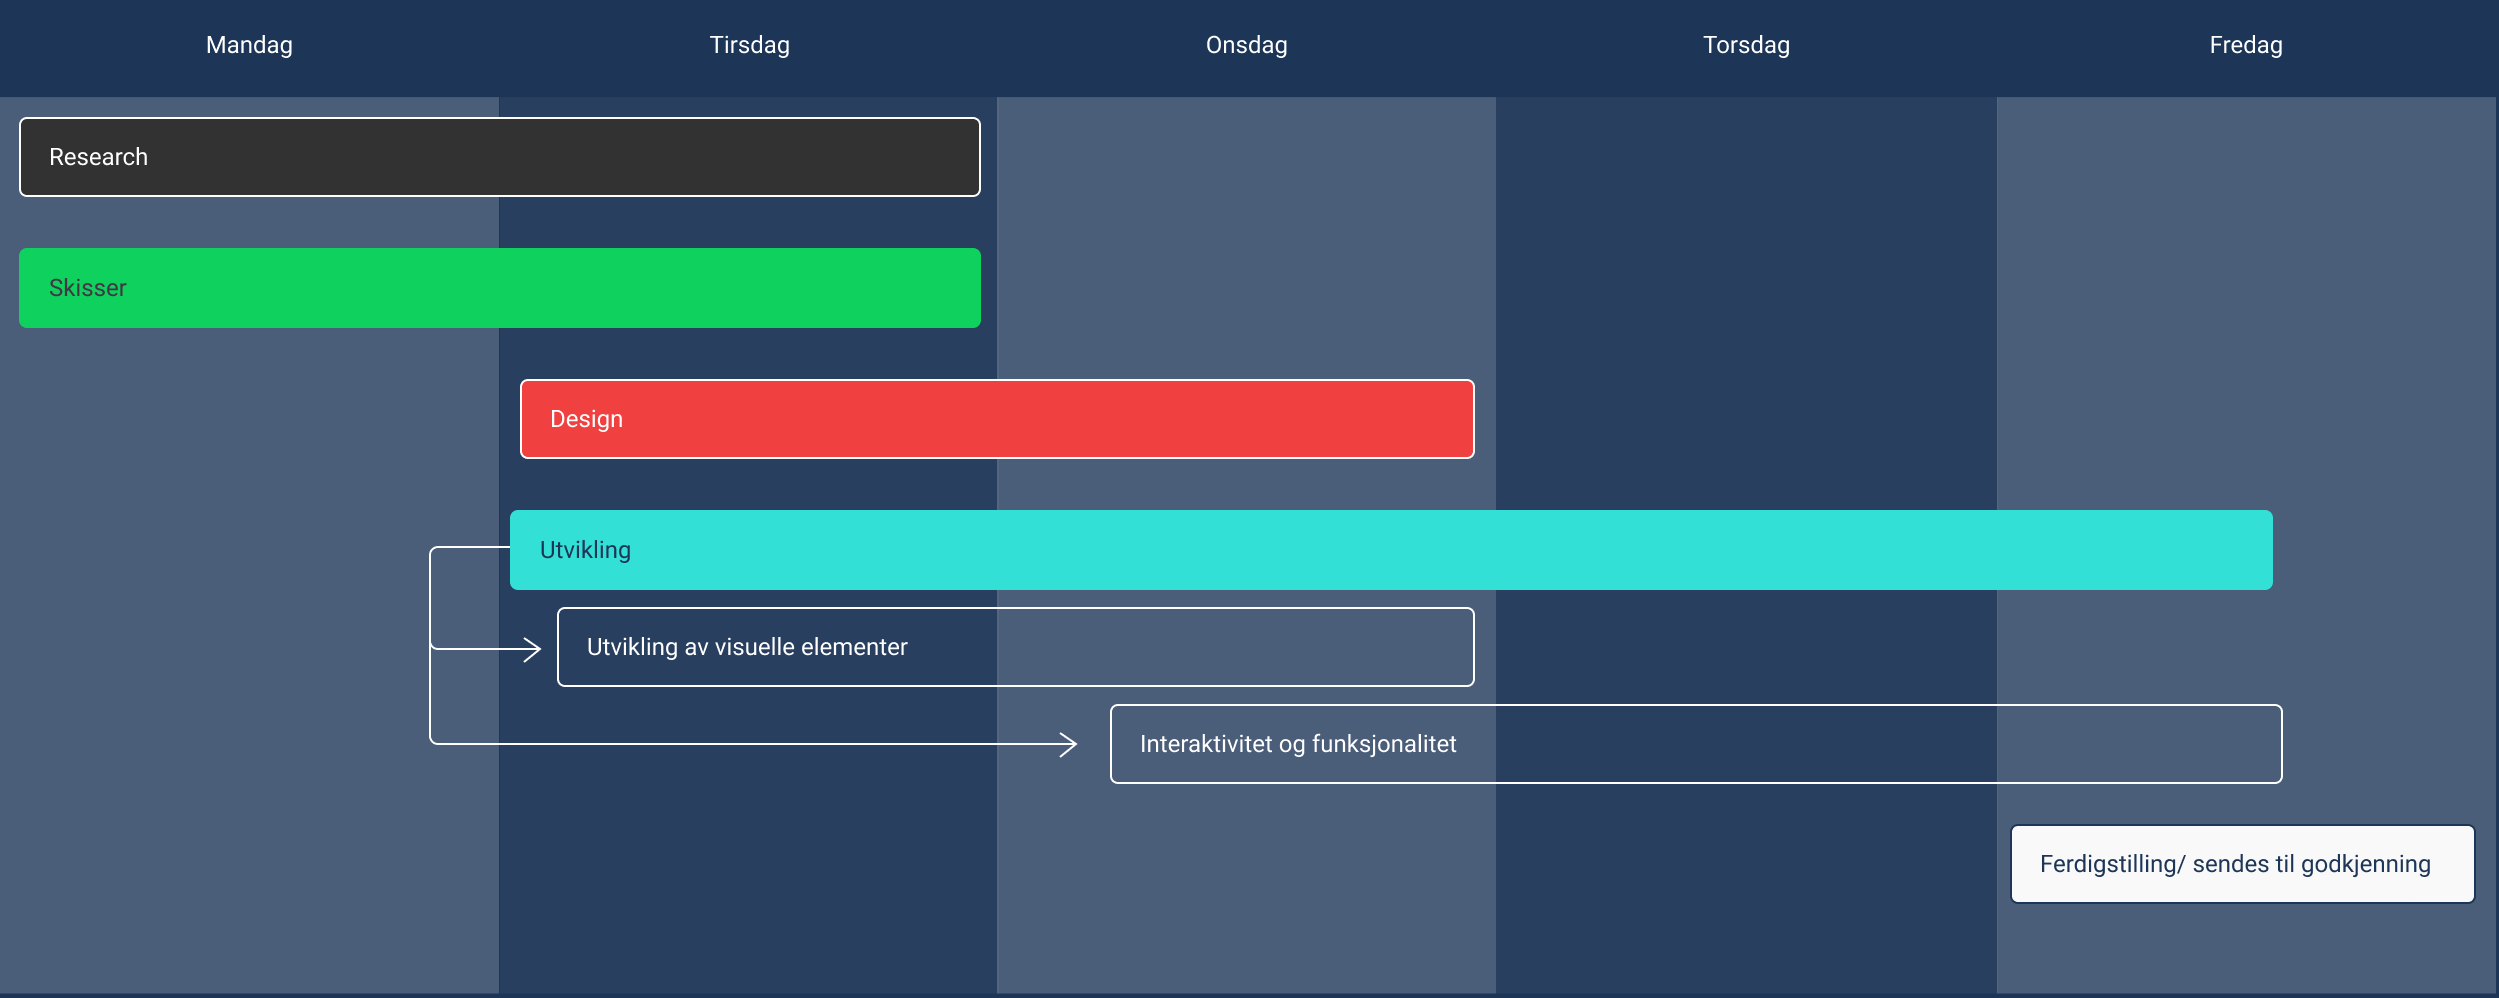 Mandag
Tirsdag
Onsdag
Torsdag
Fredag
Research
Skisser
Design
Utvikling
Utvikling av visuelle elementer
Interaktivitet og funksjonalitet
Ferdigstilling/ sendes til godkjenning